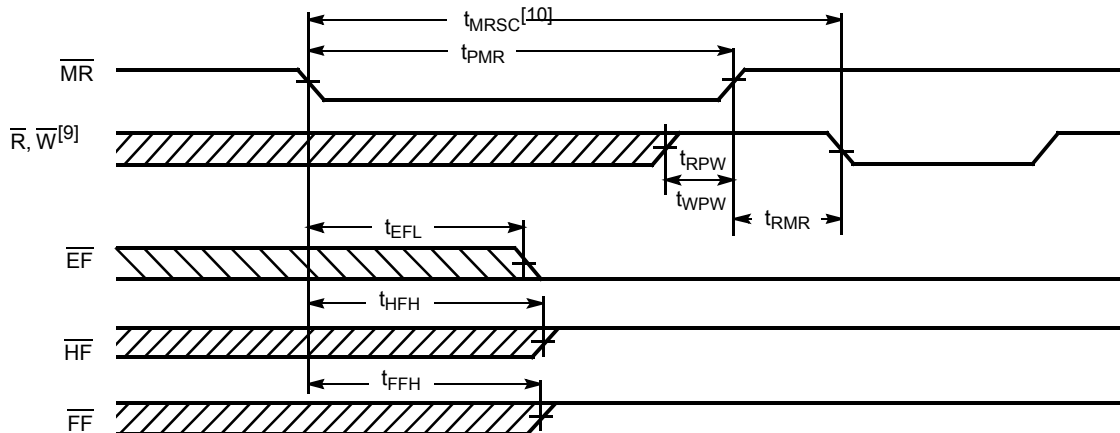 tMRSC[10]
tPMR
MR
R, W[9]
tRPW
tWPW
tRMR
tEFL
EF
tHFH
HF
tFFH
FF